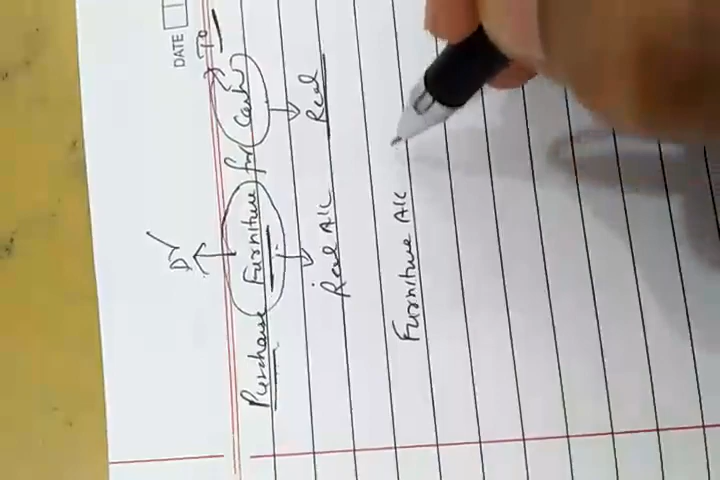 DATE
To
Dr
Purchase Furniture for Cash
Real A/c Real
Furniture A/c